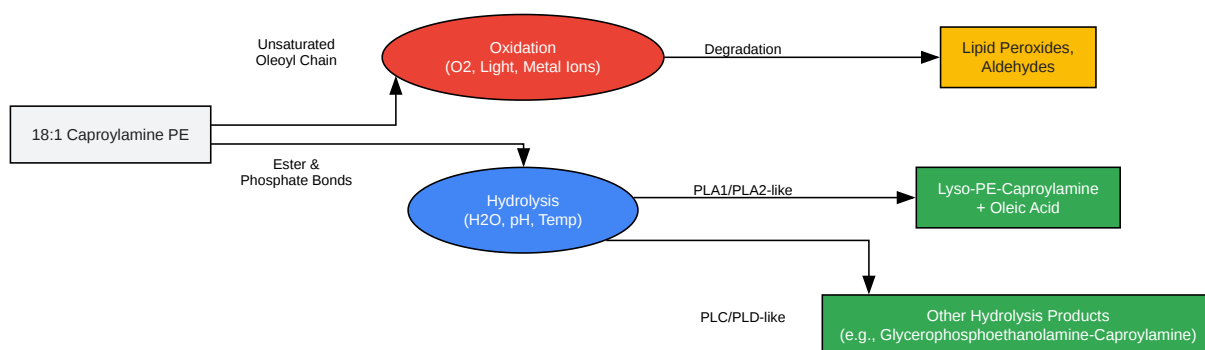 Unsaturated
Oleoyl Chain
Oxidation
(O2, Light, Metal Ions)
Degradation
Lipid Peroxides,
Aldehydes
18:1 Caproylamine PE
Ester &
Phosphate Bonds
Hydrolysis
(H2O, pH, Temp)
PLA1/PLA2-like
Lyso-PE-Caproylamine
+ Oleic Acid
PLC/PLD-like
Other Hydrolysis Products
(e.g., Glycerophosphoethanolamine-Caproylamine)